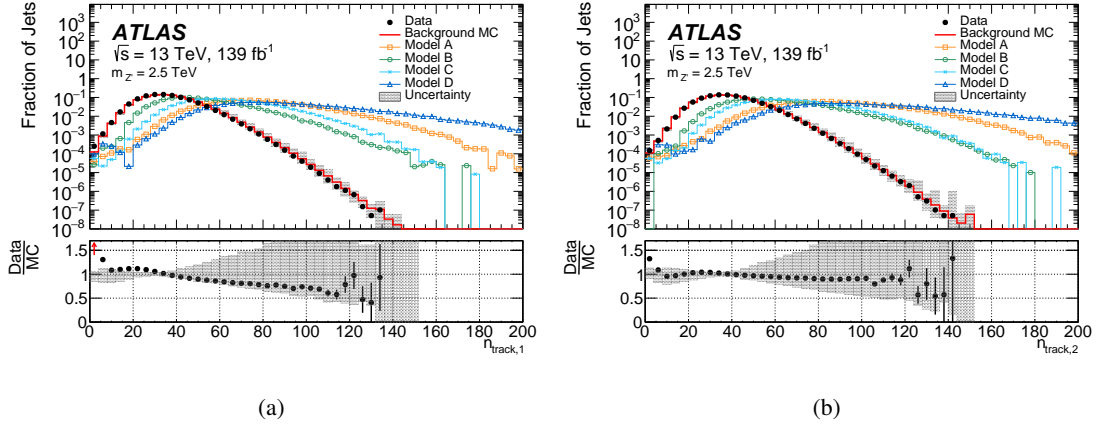 ATLAS
√s = 13 TeV, 139 fb⁻¹
m_Z' = 2.5 TeV
Data
Background MC
Model A
Model B
Model C
Model D
Uncertainty
Fraction of Jets
10³
10²
10
1
10⁻¹
10⁻²
10⁻³
10⁻⁴
10⁻⁵
10⁻⁶
10⁻⁷
10⁻⁸
Data
MC
1.5
1
0.5
0
0 20 40 60 80 100 120 140 160 180 200
n_track,1
(a)
ATLAS
√s = 13 TeV, 139 fb⁻¹
m_Z' = 2.5 TeV
Data
Background MC
Model A
Model B
Model C
Model D
Uncertainty
Fraction of Jets
10³
10²
10
1
10⁻¹
10⁻²
10⁻³
10⁻⁴
10⁻⁵
10⁻⁶
10⁻⁷
10⁻⁸
Data
MC
1.5
1
0.5
0
0 20 40 60 80 100 120 140 160 180 200
n_track,2
(b)